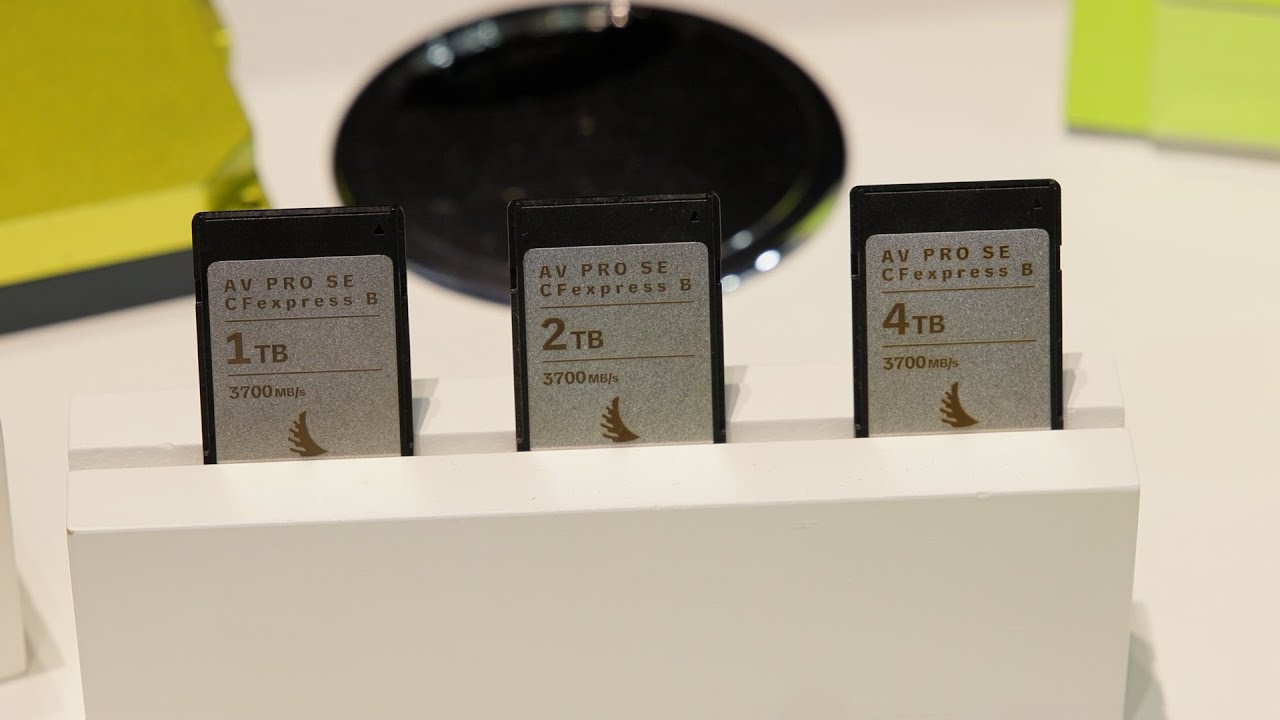 AV PRO SE
CFexpress B
1TB
3700MB/s
AV PRO SE
CFexpress B
2TB
3700MB/s
AV PRO SE
CFexpress B
4TB
3700MB/s